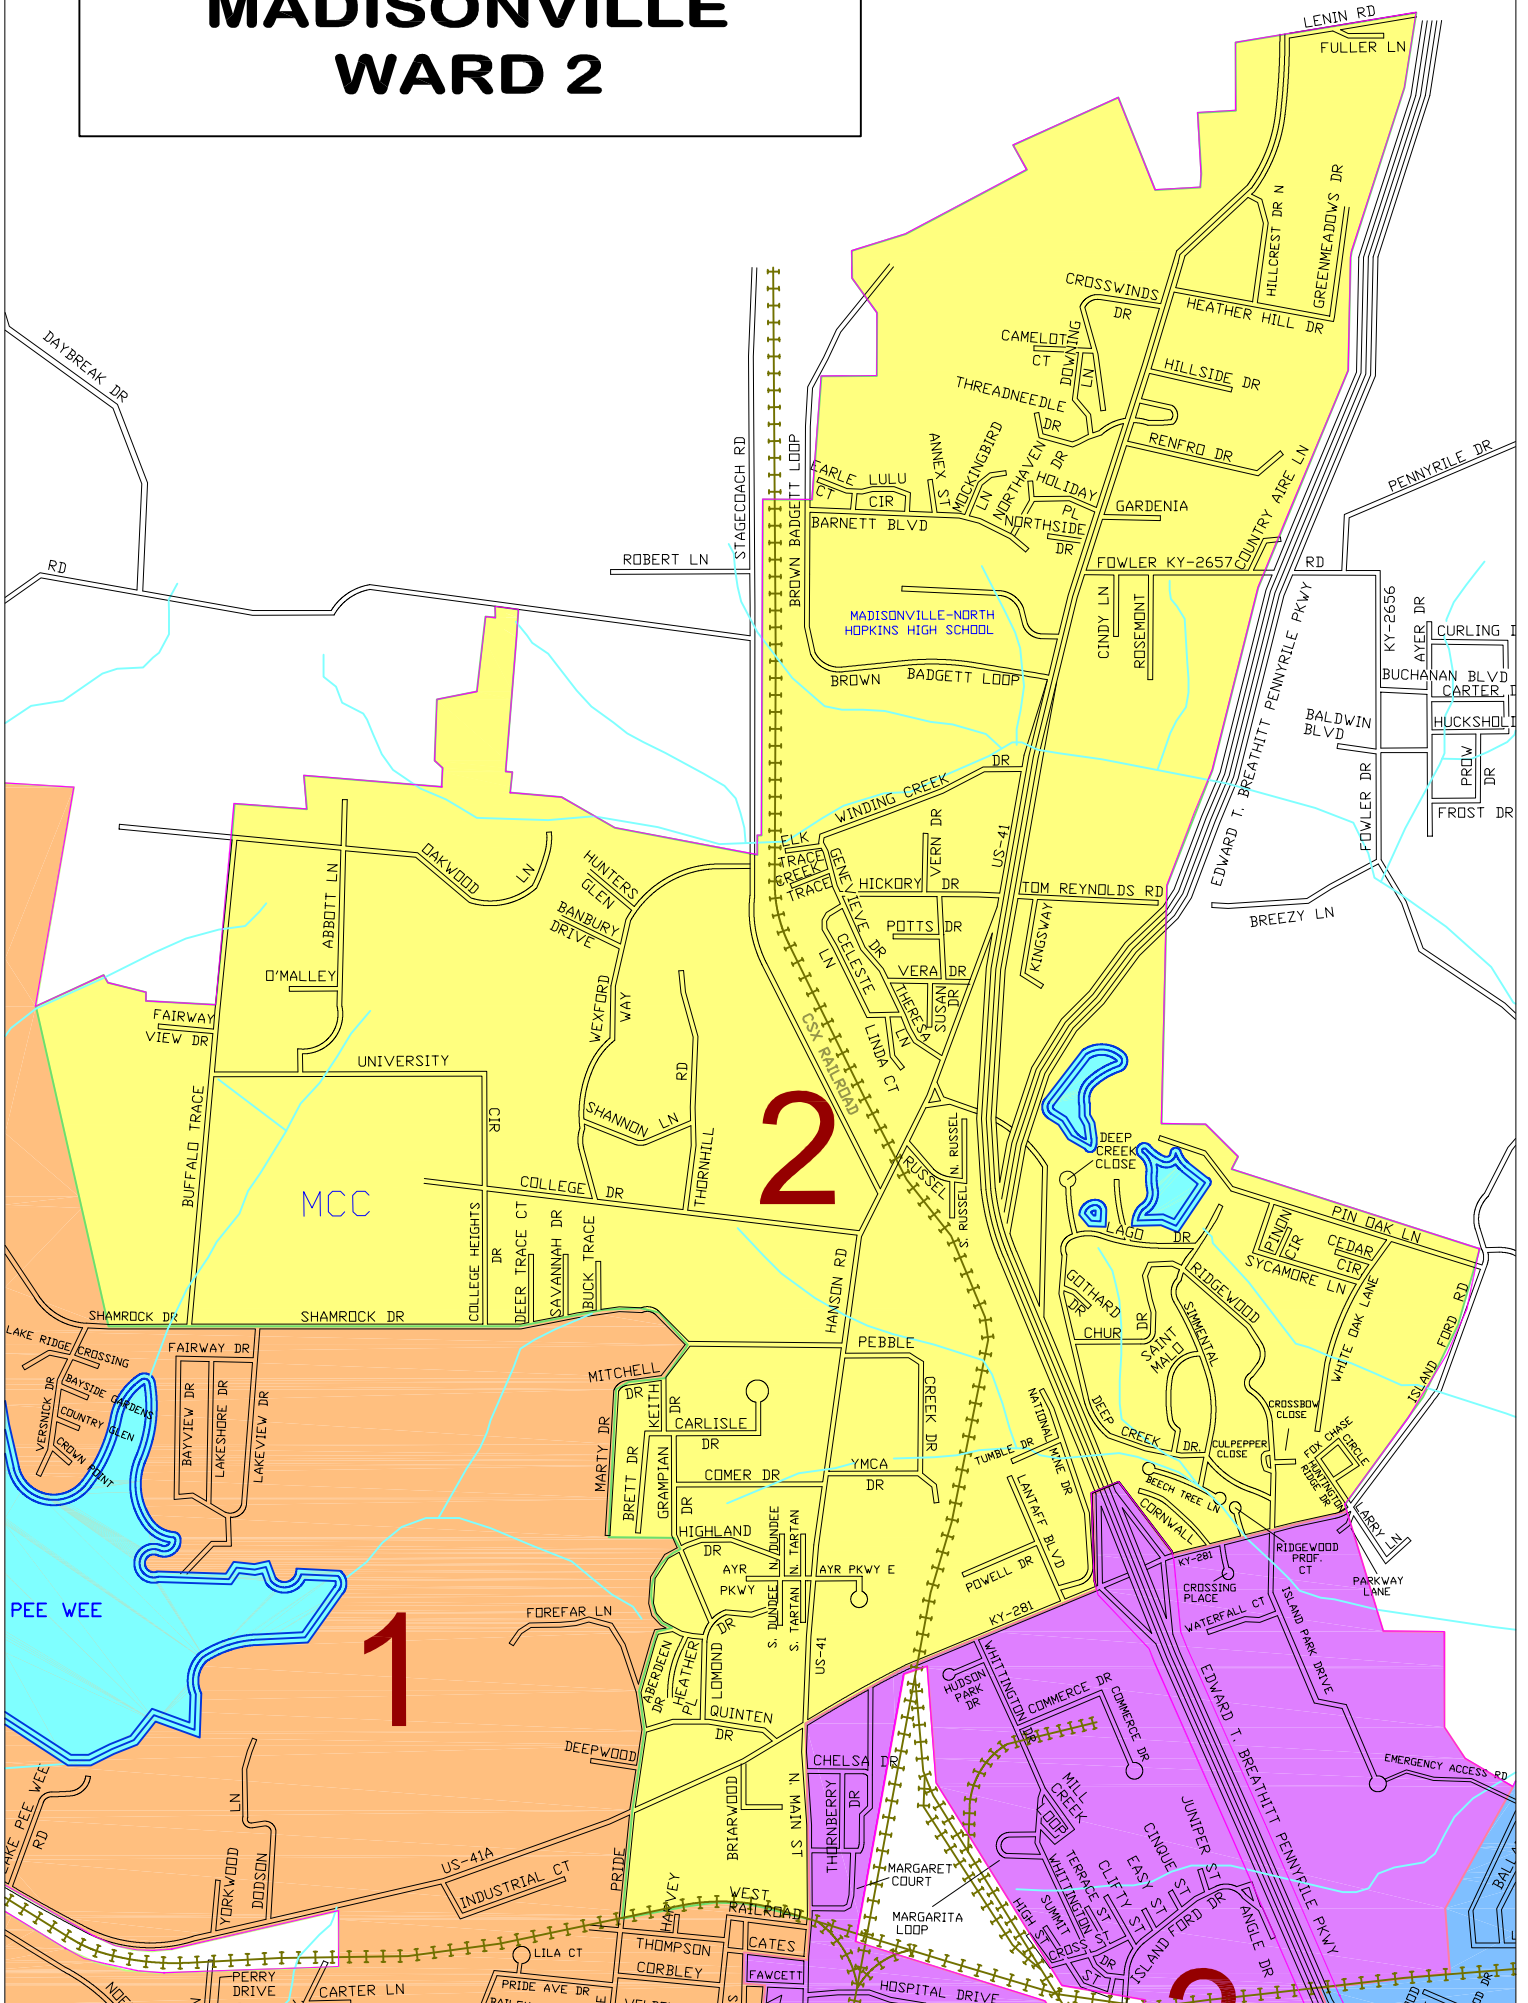 MADISONVILLE
WARD 2
LENIN RD
FULLER LN
HILLCREST DR N
GREENMEADOWS DR
CROSSWINDS
DR
HEATHER HILL DR
CAMELOT
CT
DOWNING
LN
HILLSIDE DR
THREADNEEDLE
DR
RENFRO DR
DAYBREAK DR
STAGECOACH RD
BROWN BADGETT LOOP
EARLE
CT
LULU
CIR
ANNEX ST
MOCKINGBIRD
LN
NORTHAVEN
DR
HOLIDAY
PL
NORTHSIDE
DR
GARDENIA
BARNETT BLVD
COUNTRY AIRE LN
PENNYRILE DR
RD
ROBERT LN
FOWLER KY-2657
RD
CINDY LN
ROSEMONT
MADISONVILLE-NORTH
HOPKINS HIGH SCHOOL
BROWN
BADGETT LOOP
KY-2656
AYER DR
BUCHANAN BLVD
BALDWIN
BLVD
PROW
DR
FROST DR
FOWLER DR
EDWARD T. BREATHITT PENNYRILE PKWY
BREEZY LN
WINDING CREEK
DR
US-41
VERN DR
ELK
TRACE
CREEK
TRACE
GENEVIEVE DR
HICKORY
DR
TOM REYNOLDS RD
KINGSWAY
POTTS
DR
VERA DR
SUSAN
DR
CELESTE
LN
THERESA
LN
LINDA CT
CSX RAILROAD
OAKWOOD
LN
ABBOTT LN
HUNTERS
GLEN
BANBURY
DRIVE
O'MALLEY
FAIRWAY
VIEW DR
WEXFORD
WAY
UNIVERSITY
CIR
RD
SHANNON LN
THORNHILL
BUFFALO TRACE
MCC
COLLEGE DR
2
RUSSEL
N. RUSSEL
S. RUSSEL
DEEP
CREEK
CLOSE
LAGO
DR
PIN OAK LN
PINON
CIR
CEDAR
CIR
SYCAMORE LN
WHITE OAK LANE
ISLAND FORD RD
RIDGEWOOD
GOTHARD
DR
CHUR
DR
SAINT
MALO
SIMMENTAL
COLLEGE HEIGHTS
DR
DEER TRACE CT
SAVANNAH DR
BUCK TRACE
HANSON RD
SHAMROCK DR
SHAMROCK DR
LAKE RIDGE CROSSING
FAIRWAY DR
BAYSIDE GARDENS
COUNTRY GLEN
CROWN POINT
VERSNICK DR
BAYVIEW DR
LAKESHORE DR
LAKEVIEW DR
PEBBLE
CREEK DR
MITCHELL
DR
KEITH
DR
MARTY DR
CARLISLE
DR
BRETT DR
GRAMPIAN
DR
COMER DR
YMCA
DR
HIGHLAND
DR
NATIONAL MINE DR
TUMBLE DR
LANTAFF BLVD
POWELL DR
DEEP CREEK
DR
CULPEPPER
CLOSE
CROSSBOW
CLOSE
FOX CHASE
CIRCLE
HUNTINGTON
RIDGE DR
BEECH TREE LN
CORNWALL
LARRY LN
RIDGEWOOD
PROF.
CT
PARKWAY
LANE
KY-281
CROSSING
PLACE
WATERFALL CT
ISLAND PARK DRIVE
S. DUNDEE
N. DUNDEE
S. TARTAN
N. TARTAN
AYR
PKWY
AYR PKWY E
KY-281
US-41
PEE WEE
1
FOREFAR LN
ABERDEEN
DR
HEATHER
PL
LOMOND
DR
QUINTEN
DR
DEEPWOOD
BRIARWOOD
N. MAIN ST
CHELSA DR
THORNBERRY
DR
HUDSON
PARK
DR
WHITTINGTON DR
COMMERCE DR
COMMERCE DR
EDWARD T. BREATHITT PENNYRILE PKWY
EMERGENCY ACCESS RD
MILL
CREEK
LOOP
JUNIPER ST
CINQUE ST
EASY ST
CLIFTY ST
TERRACE ST
WHITTINGTON
SUMMIT
HIGH ST
CROSS ST
DR
ST
ISLAND FORD DR
TANGLE DR
MARGARET
COURT
MARGARITA
LOOP
LAKE PEE WEE
RD
LN
YORKWOOD
DODSON
US-41A
INDUSTRIAL CT
PRIDE
HARVEY
WEST
RAILROAD
LILA CT
THOMPSON
CORBLEY
CATES
FAWCETT
HOSPITAL DRIVE
PERRY
DRIVE
CARTER LN
PRIDE AVE DR